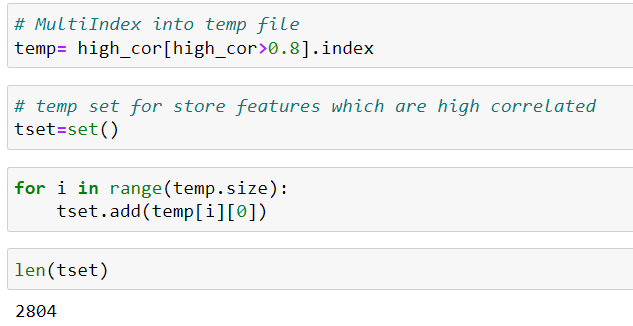 # MultiIndex into temp file
temp= high_cor[high_cor>0.8].index
# temp set for store features which are high correlated
tset=set()
for i in range(temp.size):
    tset.add(temp[i][0])
len(tset)
2804